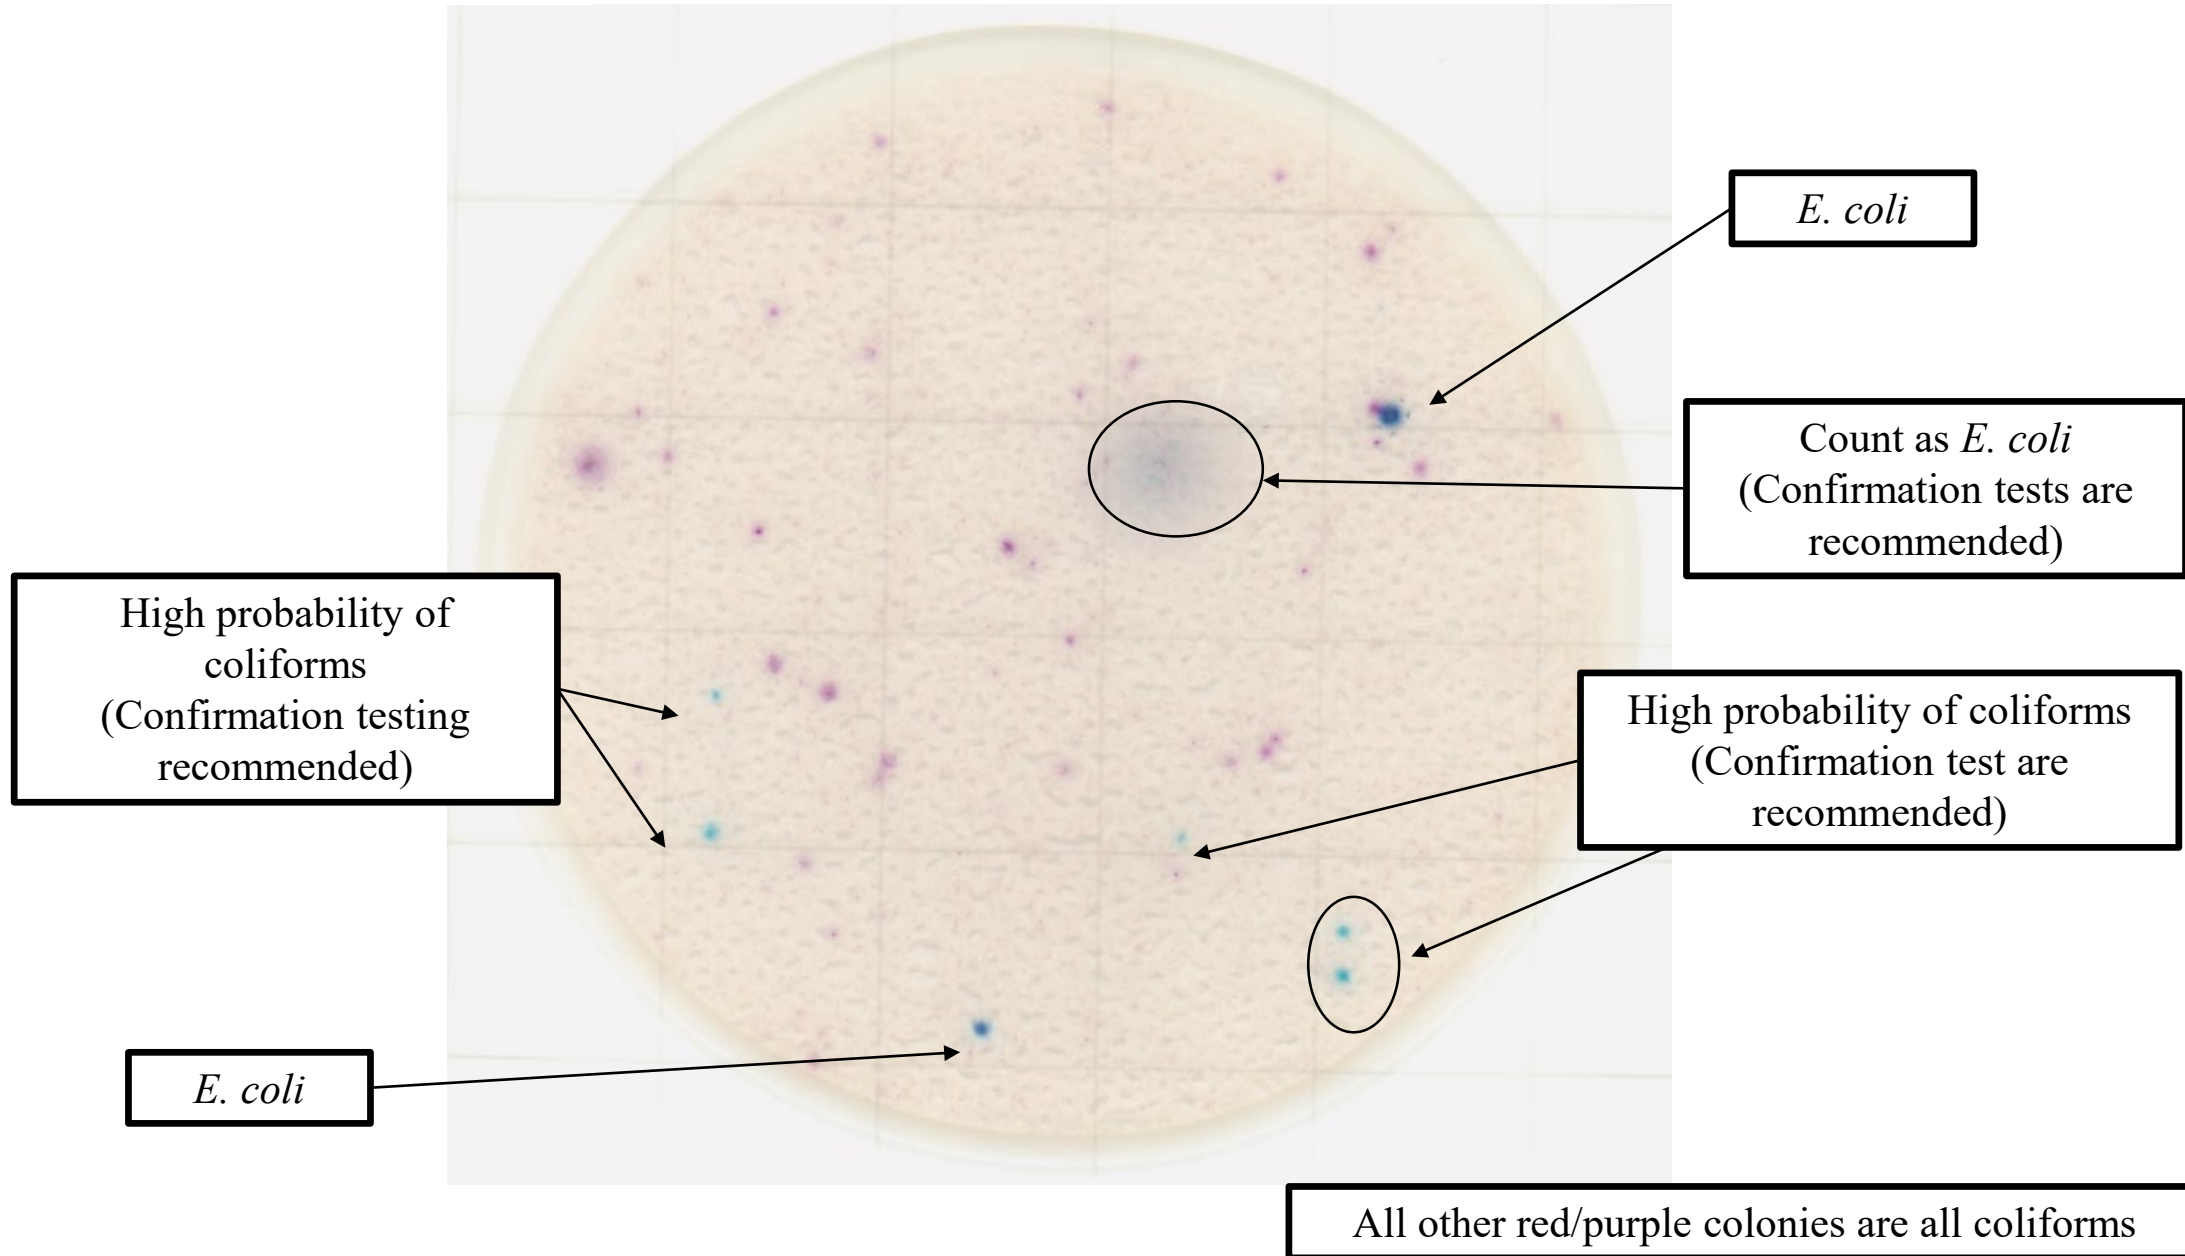 E. coli
Count as E. coli
(Confirmation tests are
recommended)
High probability of
coliforms
(Confirmation testing
recommended)
High probability of coliforms
(Confirmation test are
recommended)
E. coli
All other red/purple colonies are all coliforms